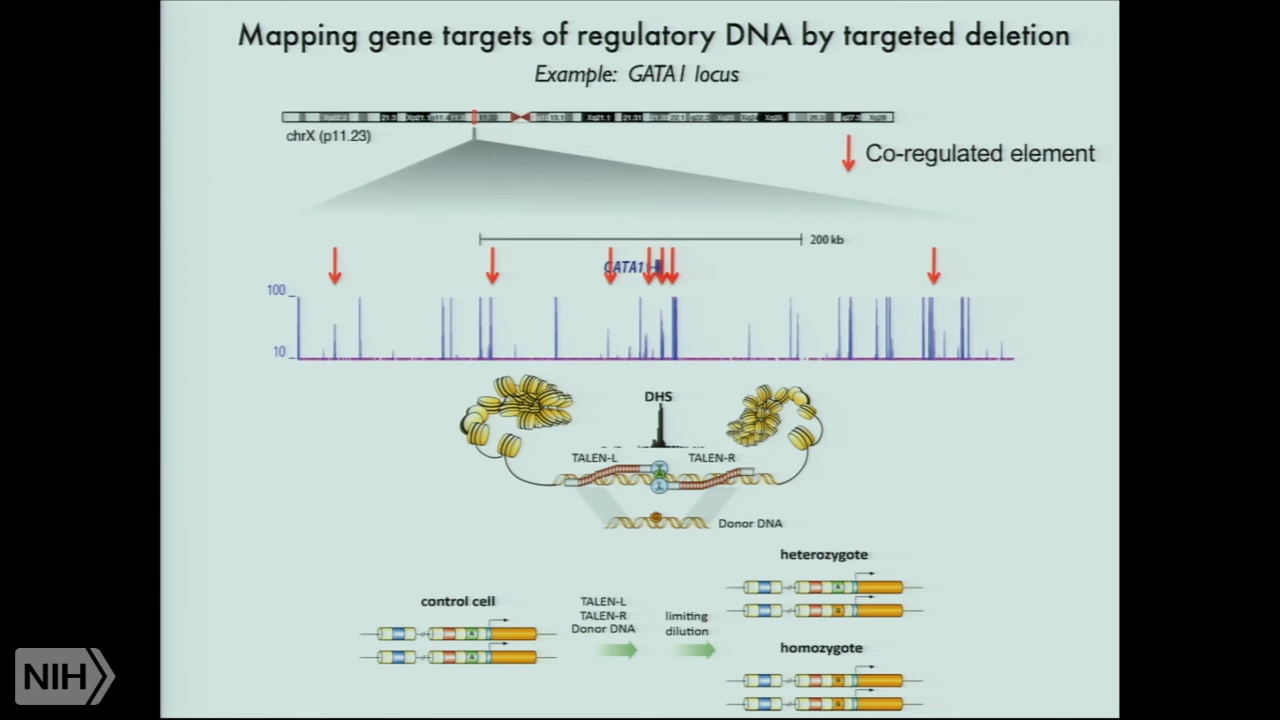 Mapping gene targets of regulatory DNA by targeted deletion
Example: GATA1 locus
chrX (p11.23)
Co-regulated element
200 kb
GATA1
100
10
DHS
TALEN-L
TALEN-R
A
G
Donor DNA
heterozygote
A
G
control cell
A
A
TALEN-L
TALEN-R
Donor DNA
limiting
dilution
homozygote
G
G
NIH